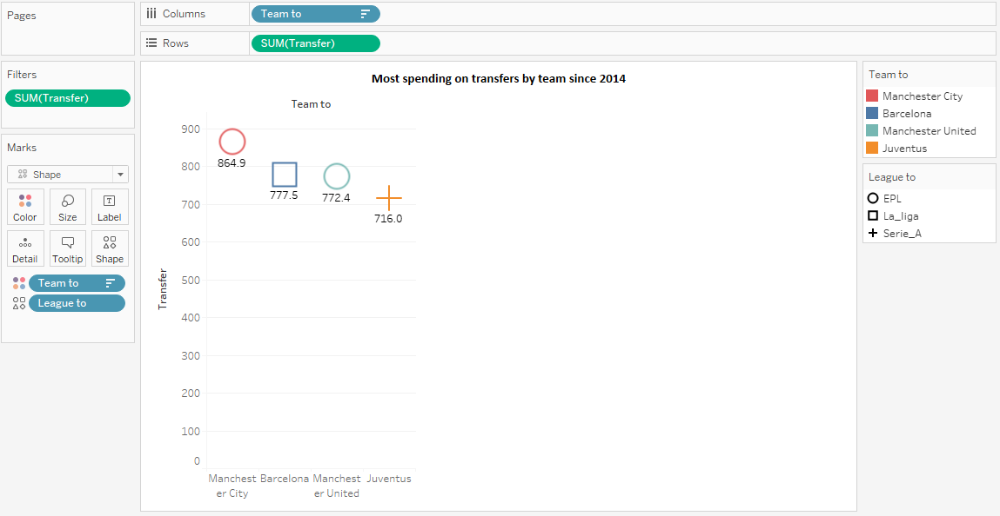 Pages
Columns
Team to
Rows
SUM(Transfer)
Filters
SUM(Transfer)
Marks
Shape
Color
Size
Label
Detail
Tooltip
Shape
Team to
League to
Most spending on transfers by team since 2014
Team to
Transfer
900
800
700
600
500
400
300
200
100
0
864.9
777.5
772.4
716.0
Manchest
er City
Barcelona
Manchest
er United
Juventus
Team to
Manchester City
Barcelona
Manchester United
Juventus
League to
EPL
La_liga
Serie_A